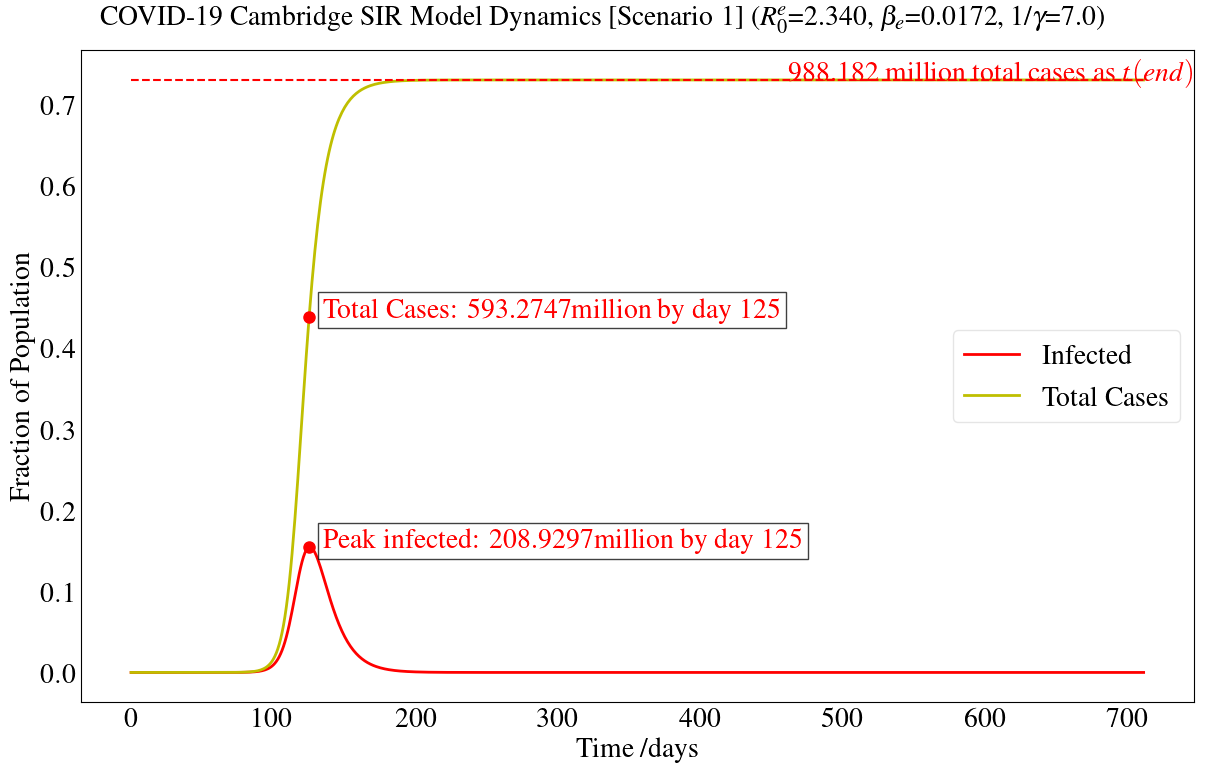 COVID-19 Cambridge SIR Model Dynamics [Scenario 1] (R₀ᵉ=2.340, βₑ=0.0172, 1/γ=7.0)
988.182 million total cases as t(end)
0.7
0.6
0.5
Total Cases: 593.2747million by day 125
0.4
Infected
Total Cases
Fraction of Population
0.3
0.2
Peak infected: 208.9297million by day 125
0.1
0.0
0 100 200 300 400 500 600 700
Time /days